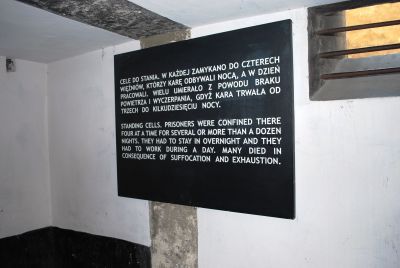 CELE DO STANIA. W KAŻDEJ ZAMYKANO DO CZTERECH
WIĘŹNIÓW, KTÓRZY KARĘ ODBYWALI NOCĄ, A W DZIEŃ
PRACOWALI. WIELU UMIERAŁO Z POWODU BRAKU
POWIETRZA I WYCZERPANIA, GDYŻ KARA TRWAŁA OD
TRZECH DO KILKUDZIESIĘCIU NOCY.
STANDING CELLS. PRISONERS WERE CONFINED THERE
FOUR AT A TIME FOR SEVERAL OR MORE THAN A DOZEN
NIGHTS. THEY HAD TO STAY IN OVERNIGHT AND THEY
HAD TO WORK DURING A DAY. MANY DIED IN
CONSEQUENCE OF SUFFOCATION AND EXHAUSTION.